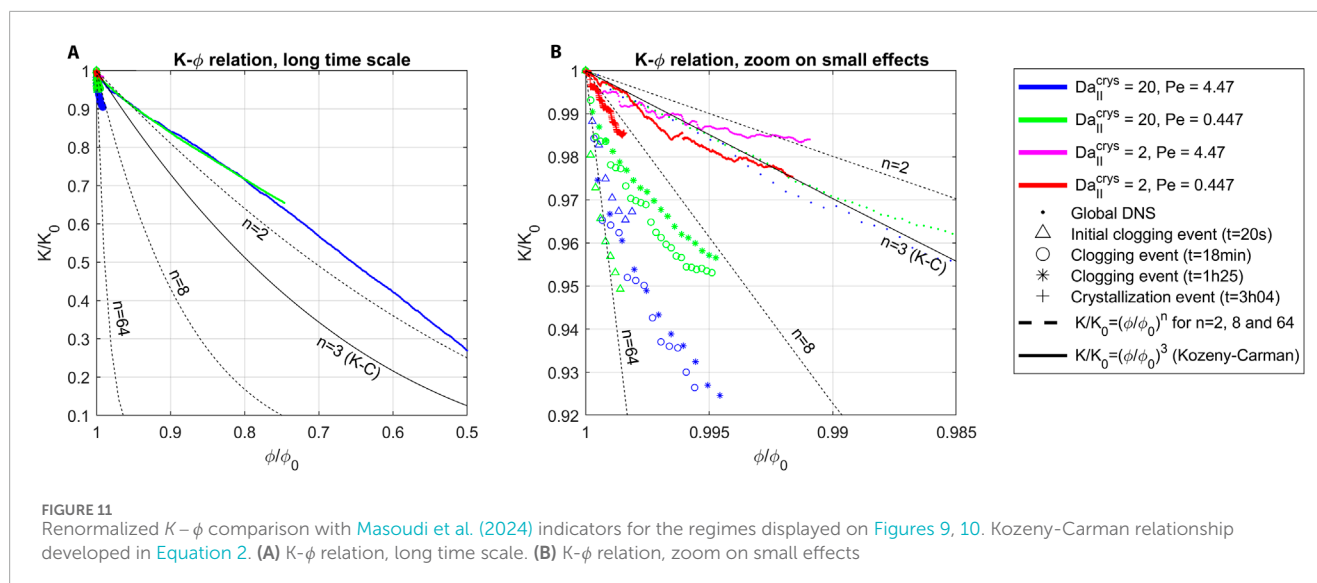 A
K-ϕ relation, long time scale
1
0.9
0.8
0.7
0.6
0.5
0.4
0.3
0.2
0.1
K/K₀
n=2
n=8
n=64
n=3 (K-C)
1
0.9
0.8
0.7
0.6
0.5
ϕ/ϕ₀
B
K-ϕ relation, zoom on small effects
1
0.99
0.98
0.97
0.96
0.95
0.94
0.93
0.92
K/K₀
n=2
n=3 (K-C)
n=8
n=64
1
0.995
0.99
0.985
ϕ/ϕ₀
Da_II^crys = 20, Pe = 4.47
Da_II^crys = 20, Pe = 0.447
Da_II^crys = 2, Pe = 4.47
Da_II^crys = 2, Pe = 0.447
Global DNS
Initial clogging event (t=20s)
Clogging event (t=18min)
Clogging event (t=1h25)
Crystallization event (t=3h04)
K/K₀=(ϕ/ϕ₀)ⁿ for n=2, 8 and 64
K/K₀=(ϕ/ϕ₀)³ (Kozeny-Carman)
FIGURE 11
Renormalized K – ϕ comparison with Masoudi et al. (2024) indicators for the regimes displayed on Figures 9, 10. Kozeny-Carman relationship
developed in Equation 2. (A) K-ϕ relation, long time scale. (B) K-ϕ relation, zoom on small effects